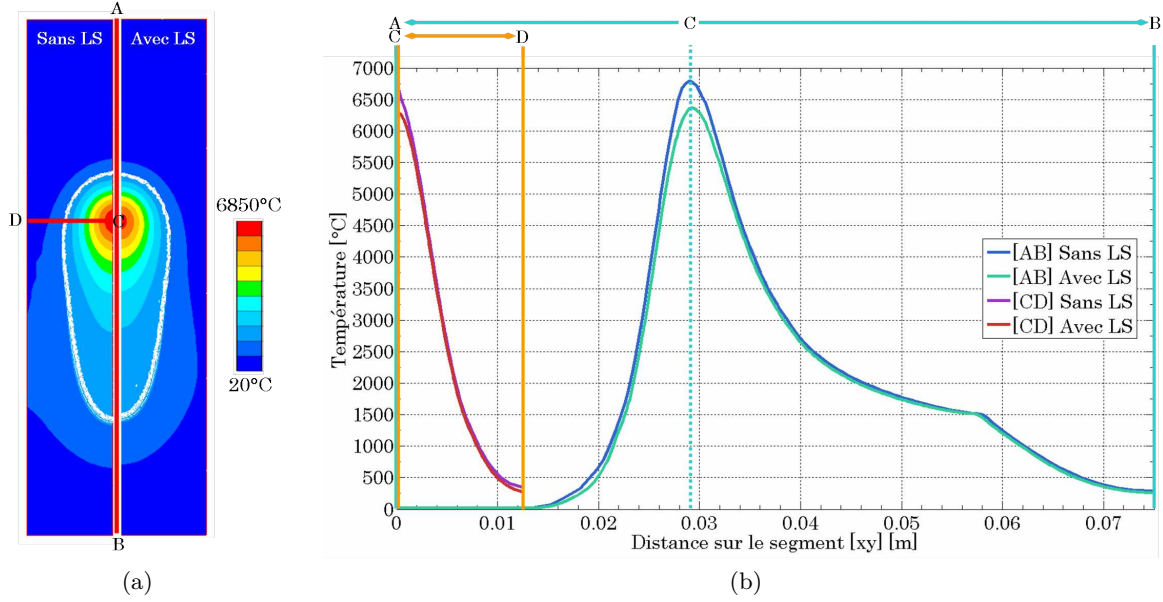 A
Sans LS Avec LS
D
C
6850°C
20°C
B
(a)
A C B
C D
7000
6500
6000
5500
5000
4500
4000
3500
3000
2500
2000
1500
1000
500
0
Température [°C]
[AB] Sans LS
[AB] Avec LS
[CD] Sans LS
[CD] Avec LS
0 0.01 0.02 0.03 0.04 0.05 0.06 0.07
Distance sur le segment [xy] [m]
(b)